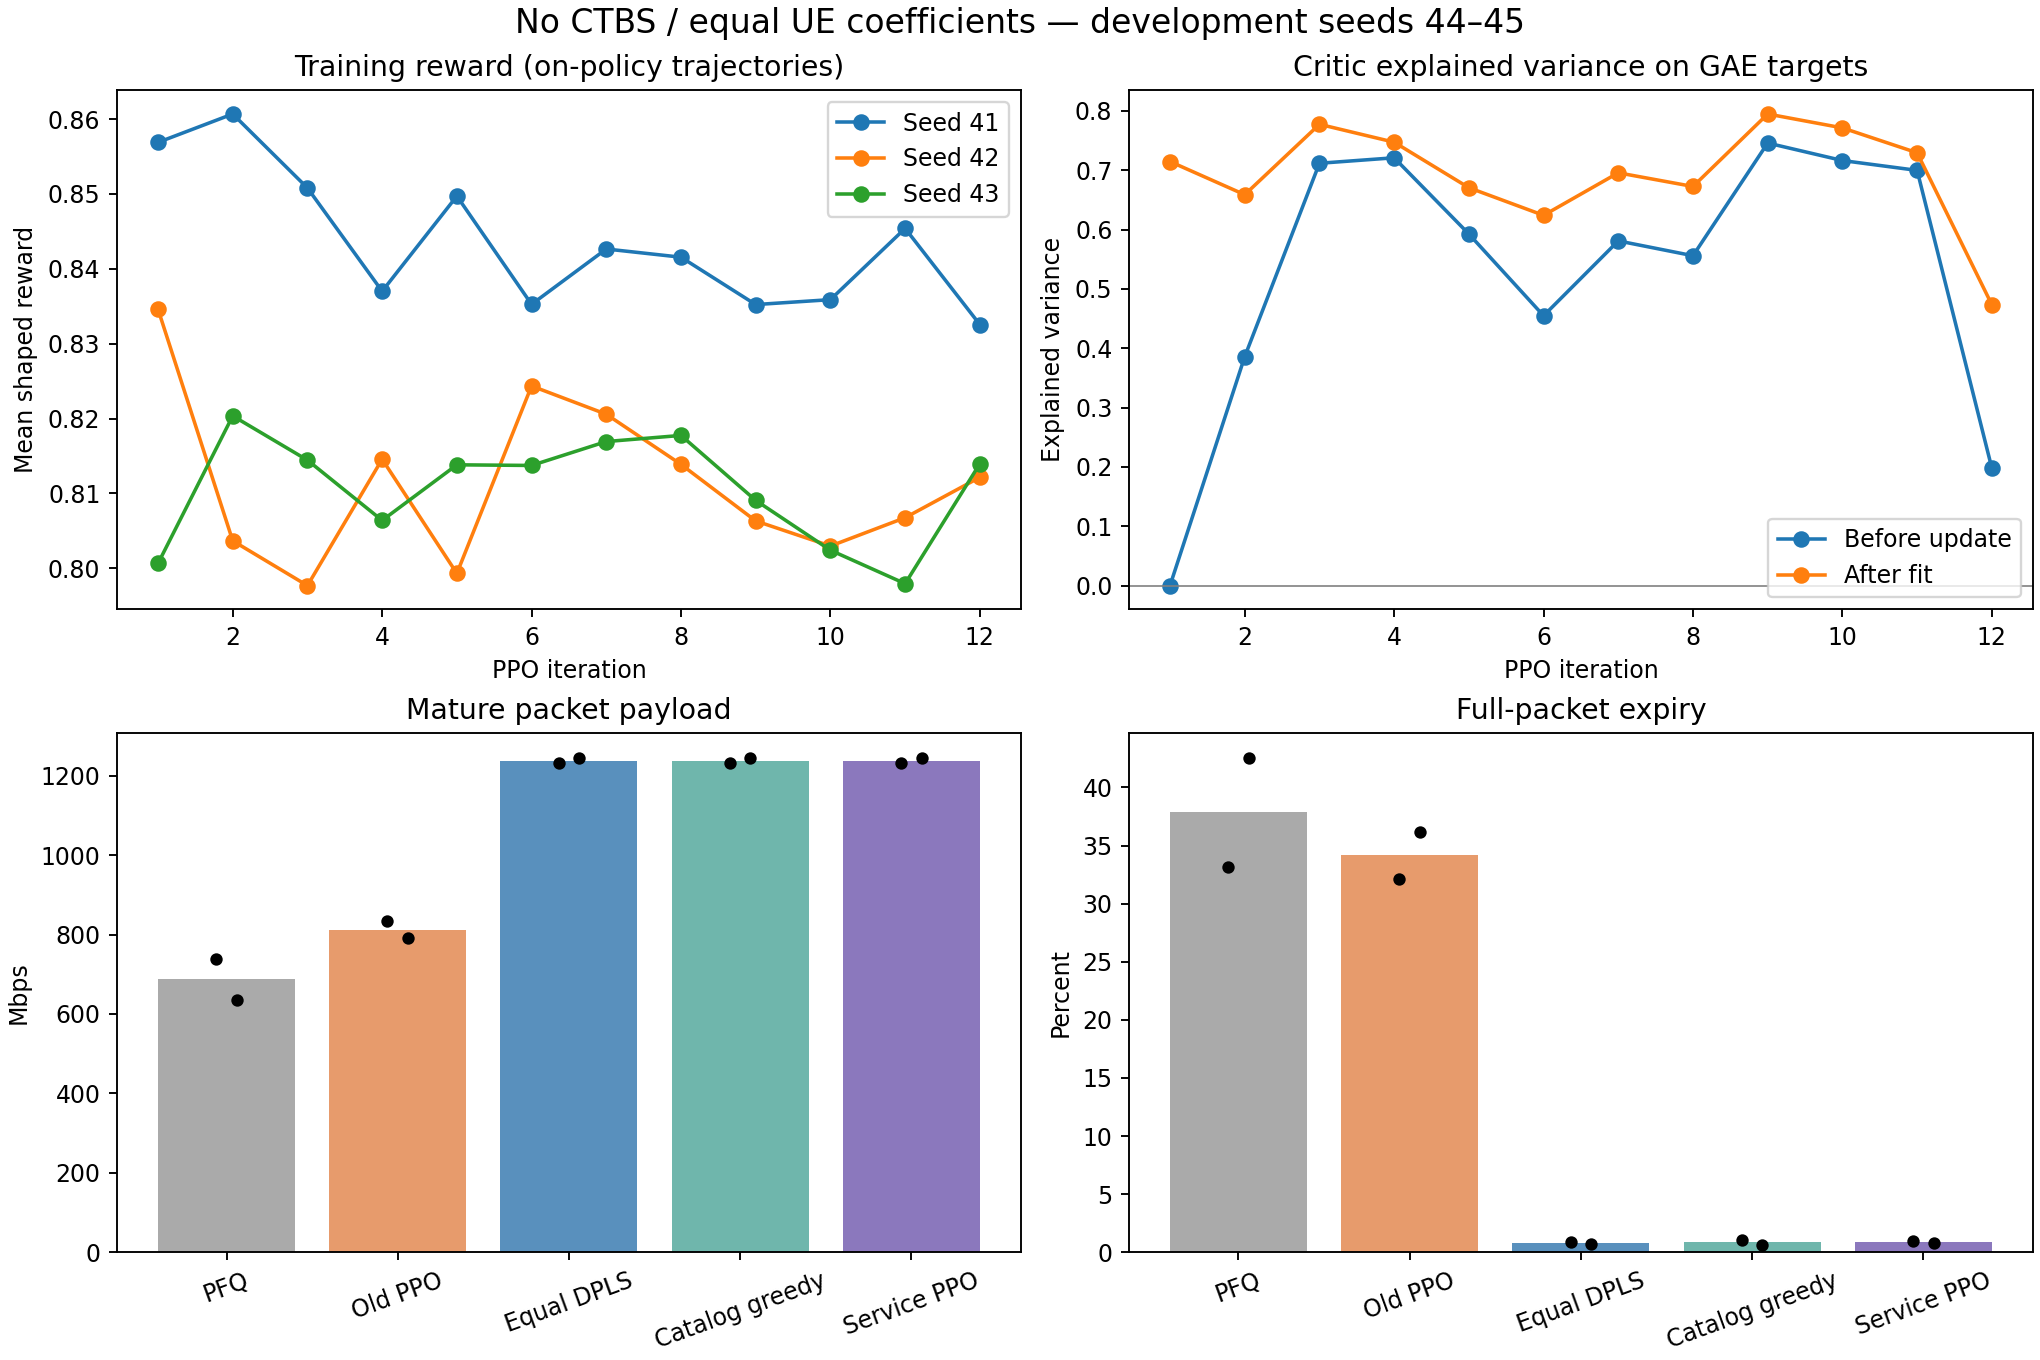 No CTBS / equal UE coefficients — development seeds 44–45
Training reward (on-policy trajectories)
Mean shaped reward
0.86
0.85
0.84
0.83
0.82
0.81
0.80
Seed 41
Seed 42
Seed 43
2 4 6 8 10 12
PPO iteration
Critic explained variance on GAE targets
Explained variance
0.8
0.7
0.6
0.5
0.4
0.3
0.2
0.1
0.0
Before update
After fit
2 4 6 8 10 12
PPO iteration
Mature packet payload
Mbps
1200
1000
800
600
400
200
0
PFQ
Old PPO
Equal DPLS
Catalog greedy
Service PPO
Full-packet expiry
Percent
40
35
30
25
20
15
10
5
0
PFQ
Old PPO
Equal DPLS
Catalog greedy
Service PPO